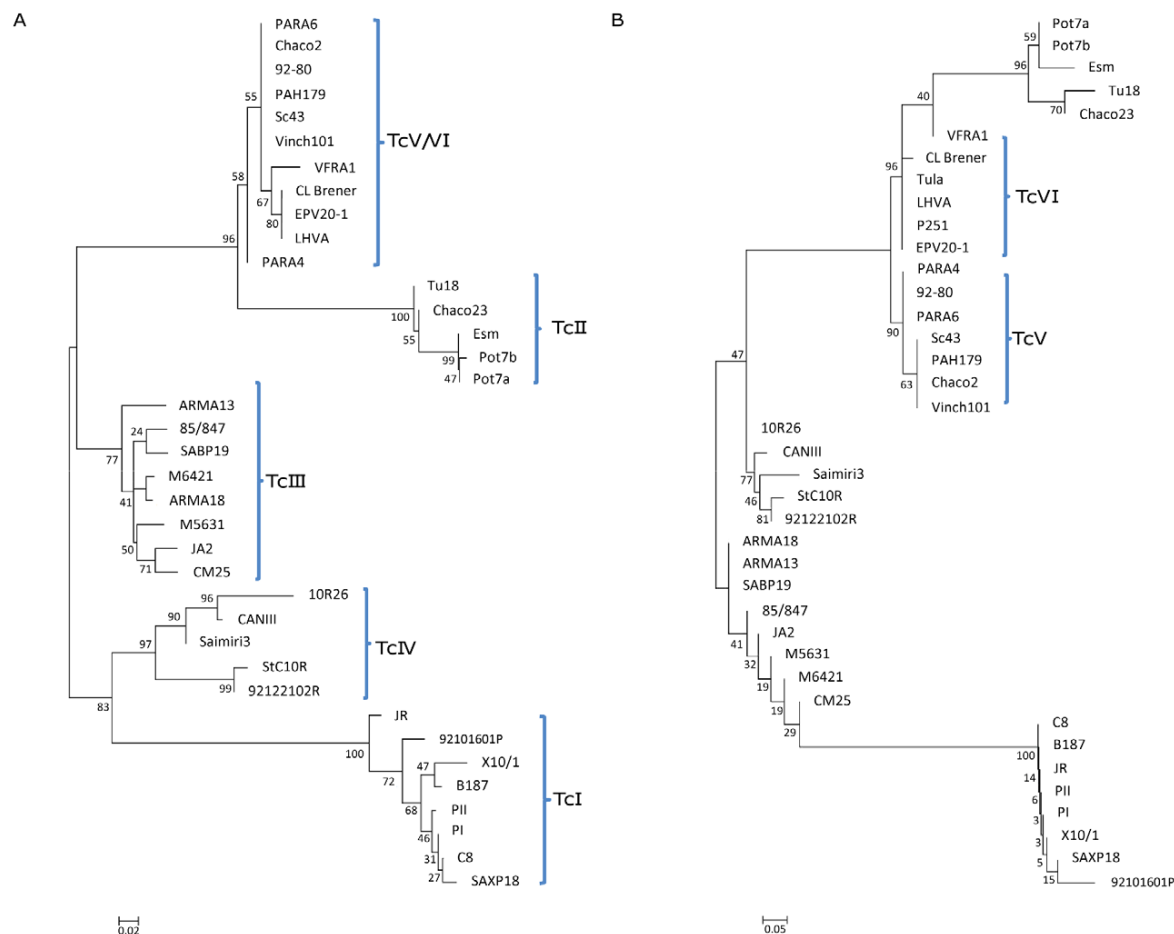 A
PARA6
Chaco2
92-80
PAH179
Sc43
Vinch101
VFRA1
CL Brener
EPV20-1
LHVA
PARA4
55
58
67
80
96
TcV/VI
Tu18
Chaco23
Esm
Pot7b
Pot7a
100
55
99
47
TcII
ARMA13
85/847
SABP19
M6421
ARMA18
M5631
JA2
CM25
24
77
41
50
71
TcIII
10R26
CANIII
Saimiri3
StC10R
92122102R
96
90
97
99
83
TcIV
JR
92101601P
X10/1
B187
PII
PI
C8
SAXP18
100
72
47
68
46
31
27
TcI
0.02
B
Pot7a
Pot7b
Esm
Tu18
Chaco23
59
96
70
40
VFRA1
CL Brener
Tula
LHVA
P251
EPV20-1
96
TcVI
PARA4
92-80
PARA6
Sc43
PAH179
Chaco2
Vinch101
90
63
TcV
47
10R26
CANIII
Saimiri3
StC10R
92122102R
77
46
81
ARMA18
ARMA13
SABP19
85/847
JA2
M5631
M6421
CM25
41
32
19
19
29
C8
B187
JR
PII
PI
X10/1
SAXP18
92101601P
100
14
6
3
3
5
15
0.05